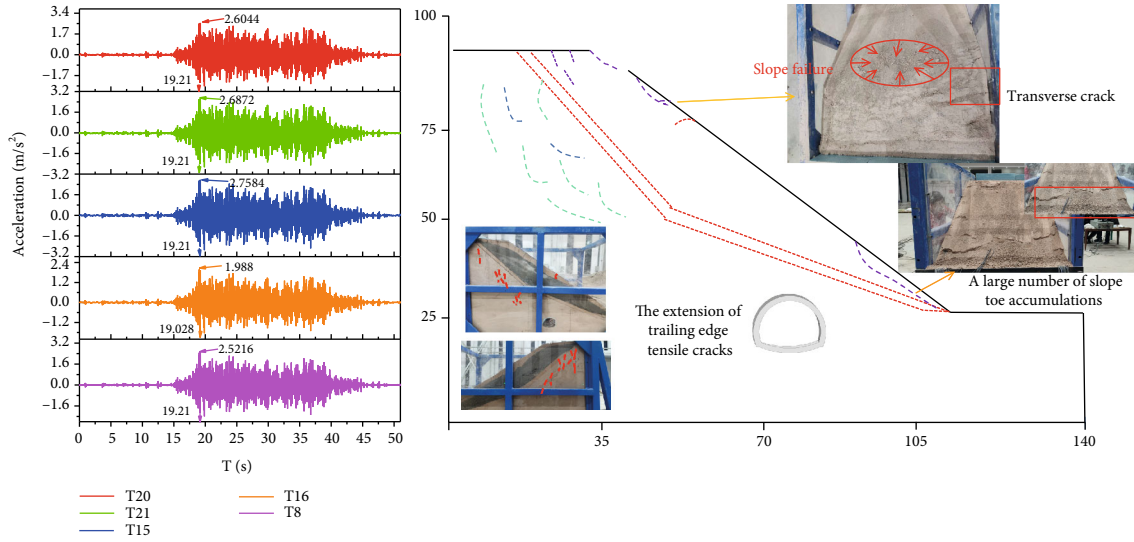 3.4
1.7
0.0
−1.7
3.2
1.6
0.0
−1.6
−3.2
1.6
0.0
−1.6
−3.2
2.4
1.2
0.0
−1.2
3.2
1.6
0.0
−1.6
Acceleration (m/s²)
2.6044
19.21
2.6872
19.21
2.7584
19.21
1.988
19.028
2.5216
19.21
0 5 10 15 20 25 30 35 40 45 50
T (s)
T20
T21
T15
T16
T8
100
75
50
25
35
70
105
140
Slope failure
Transverse crack
A large number of slope
toe accumulations
The extension of
trailing edge
tensile cracks